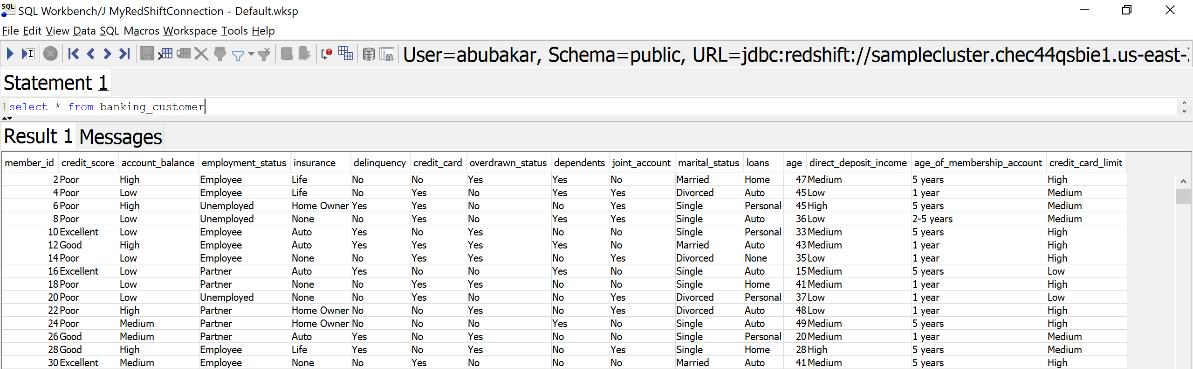 SQL Workbench/J MyRedShiftConnection - Default.wksp
File Edit View Data SQL Macros Workspace Tools Help
User=abubakar, Schema=public, URL=jdbc:redshift://samplecluster.chec44qsbie1.us-east-
Statement 1
1 select * from banking_customer
Result 1 Messages
member_id credit_score account_balance employment_status insurance delinquency credit_card overdrawn_status dependents joint_account marital_status loans age direct_deposit_income age_of_membership_account credit_card_limit
2 Poor High Employee Life No No Yes Yes No Married Home 47 Medium 5 years High
4 Poor Low Employee Life No Yes No Yes Yes Divorced Auto 45 Low 1 year Medium
6 Poor High Unemployed Home Owner Yes Yes No No Yes Single Personal 45 High 5 years Medium
8 Poor Low Unemployed None No Yes No Yes Yes Single Auto 36 Low 2-5 years Medium
10 Excellent Low Employee Auto Yes No Yes No No Single Personal 33 Medium 5 years High
12 Good High Employee Auto Yes Yes Yes Yes No Married Auto 43 Medium 1 year High
14 Poor Low Employee None No Yes Yes No Yes Divorced None 35 Low 1 year High
16 Excellent Low Partner Auto Yes No No Yes No Single Auto 15 Medium 5 years Low
18 Poor Low Partner None No Yes No No No Single Home 41 Medium 1 year High
20 Poor Low Unemployed None No Yes No No Yes Divorced Personal 37 Low 1 year Low
22 Poor High Partner Home Owner No No Yes No Yes Divorced Auto 48 Low 1 year High
24 Poor Medium Partner Home Owner No No No Yes No Single Auto 49 Medium 5 years High
26 Good Medium Partner Auto Yes No Yes No No Single Personal 20 Medium 1 year Medium
28 Good High Employee Life Yes No Yes No Yes Single Home 28 High 5 years Medium
30 Excellent Medium Employee None No Yes No No No Married Auto 41 Medium 5 years High